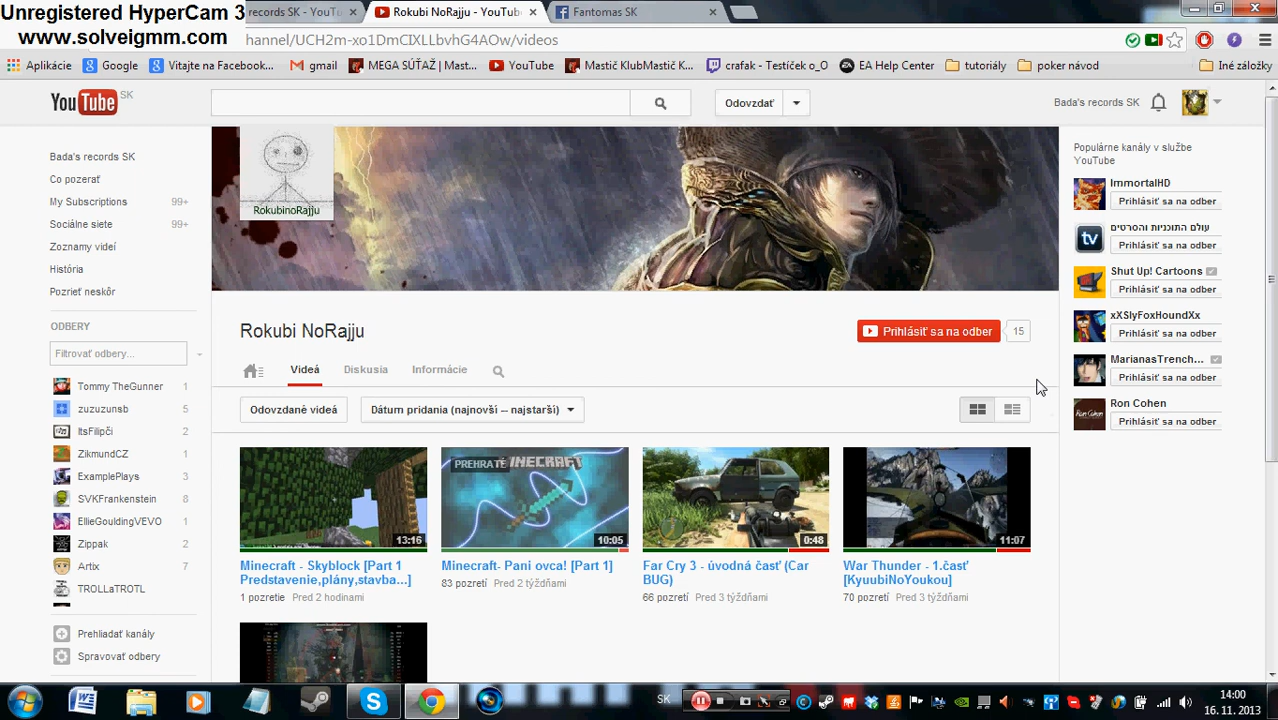 Unregistered HyperCam 3
www.solveigmm.com
records SK - YouTu
Rokubi NoRajju - YouTub
Fantomas SK
hannel/UCH2m-xo1DmCIXLLbvhG4AOw/videos
Aplikácie
Google
Vitajte na Facebook...
gmail
MEGA SÚŤAŽ | Mast...
YouTube
Mastič KlubMastič K...
crafak - Testíček o_O
EA Help Center
tutoriály
poker návod
Iné záložky
YouTube SK
Odovzdať
Bada's records SK
Bada's records SK
Čo pozerať
My Subscriptions 99+
Sociálne siete 99+
Zoznamy videí
História
Pozrieť neskôr
ODBERY
Filtrovať odbery...
Tommy TheGunner 1
zuzuzunsb 2
ItsFilipči 2
ZikmundCZ 1
ExamplePlays 3
SVKFrankenstein 8
EllieGouldingVEVO 1
Zippak 2
Artix 7
TROLLaTROTL
Prehliadať kanály
Spravovať odbery
RokubinoRajju
Rokubi NoRajju
Prihlásiť sa na odber 15
Videá
Diskusia
Informácie
Odovzdané videá
Dátum pridania (najnovší – najstarší)
13:16
Minecraft - Skyblock [Part 1
Predstavenie,plány,stavba...]
1 pozretie Pred 2 hodinami
PREHRATÉ
MINECRAFT
10:05
Minecraft- Pani ovca! [Part 1]
83 pozretí Pred 2 týždňami
0:48
Far Cry 3 - úvodná časť (Car
BUG)
66 pozretí Pred 3 týždňami
11:07
War Thunder - 1.časť
[KyuubiNoYoukou]
70 pozretí Pred 3 týždňami
Populárne kanály v službe
YouTube
ImmortalHD
Prihlásiť sa na odber
עולם התוכניות והסרטים
tv
Prihlásiť sa na odber
Shut Up! Cartoons
Prihlásiť sa na odber
xXSlyFoxHoundXx
Prihlásiť sa na odber
MarianasTrench...
Prihlásiť sa na odber
Ron Cohen
Prihlásiť sa na odber
SK
14:00
16. 11. 2013